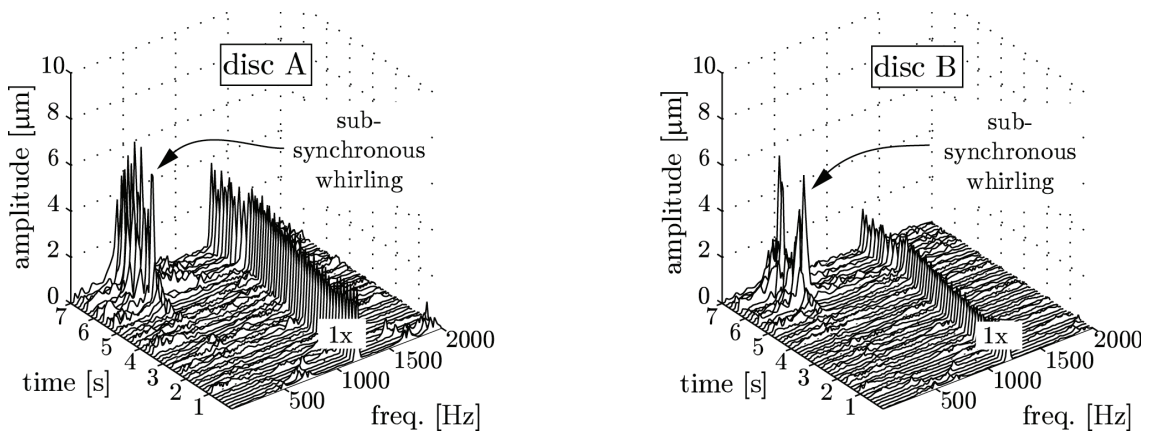 disc A
10
8
6
4
2
0
amplitude [μm]
sub-
synchronous
whirling
7
6
5
4
3
2
1
time [s]
1x
500
1000
1500
2000
freq. [Hz]
disc B
10
8
6
4
2
0
amplitude [μm]
sub-
synchronous
whirling
7
6
5
4
3
2
1
time [s]
1x
500
1000
1500
2000
freq. [Hz]